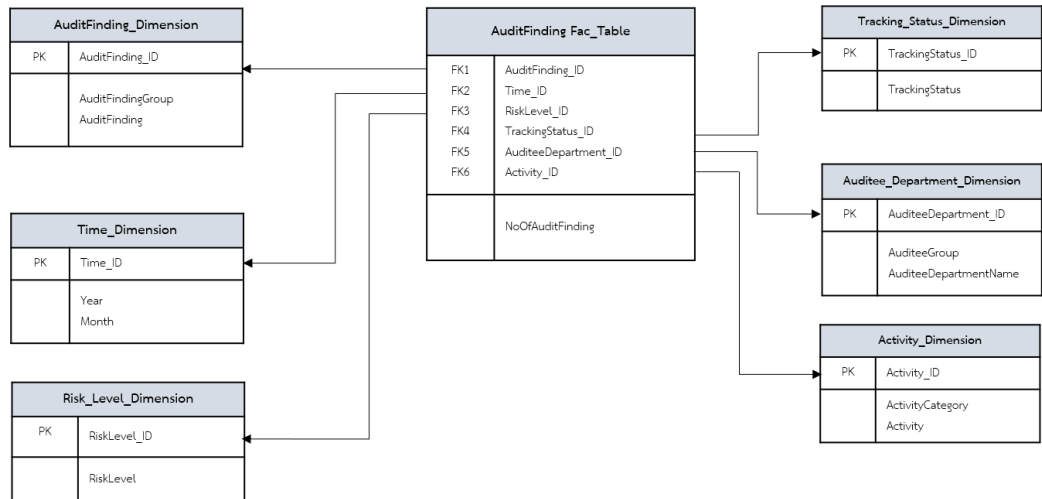 AuditFinding_Dimension
PK AuditFinding_ID
AuditFindingGroup
AuditFinding
Time_Dimension
PK Time_ID
Year
Month
Risk_Level_Dimension
PK RiskLevel_ID
RiskLevel
AuditFinding Fac_Table
FK1 AuditFinding_ID
FK2 Time_ID
FK3 RiskLevel_ID
FK4 TrackingStatus_ID
FK5 AuditeeDepartment_ID
FK6 Activity_ID
NoOfAuditFinding
Tracking_Status_Dimension
PK TrackingStatus_ID
TrackingStatus
Auditee_Department_Dimension
PK AuditeeDepartment_ID
AuditeeGroup
AuditeeDepartmentName
Activity_Dimension
PK Activity_ID
ActivityCategory
Activity